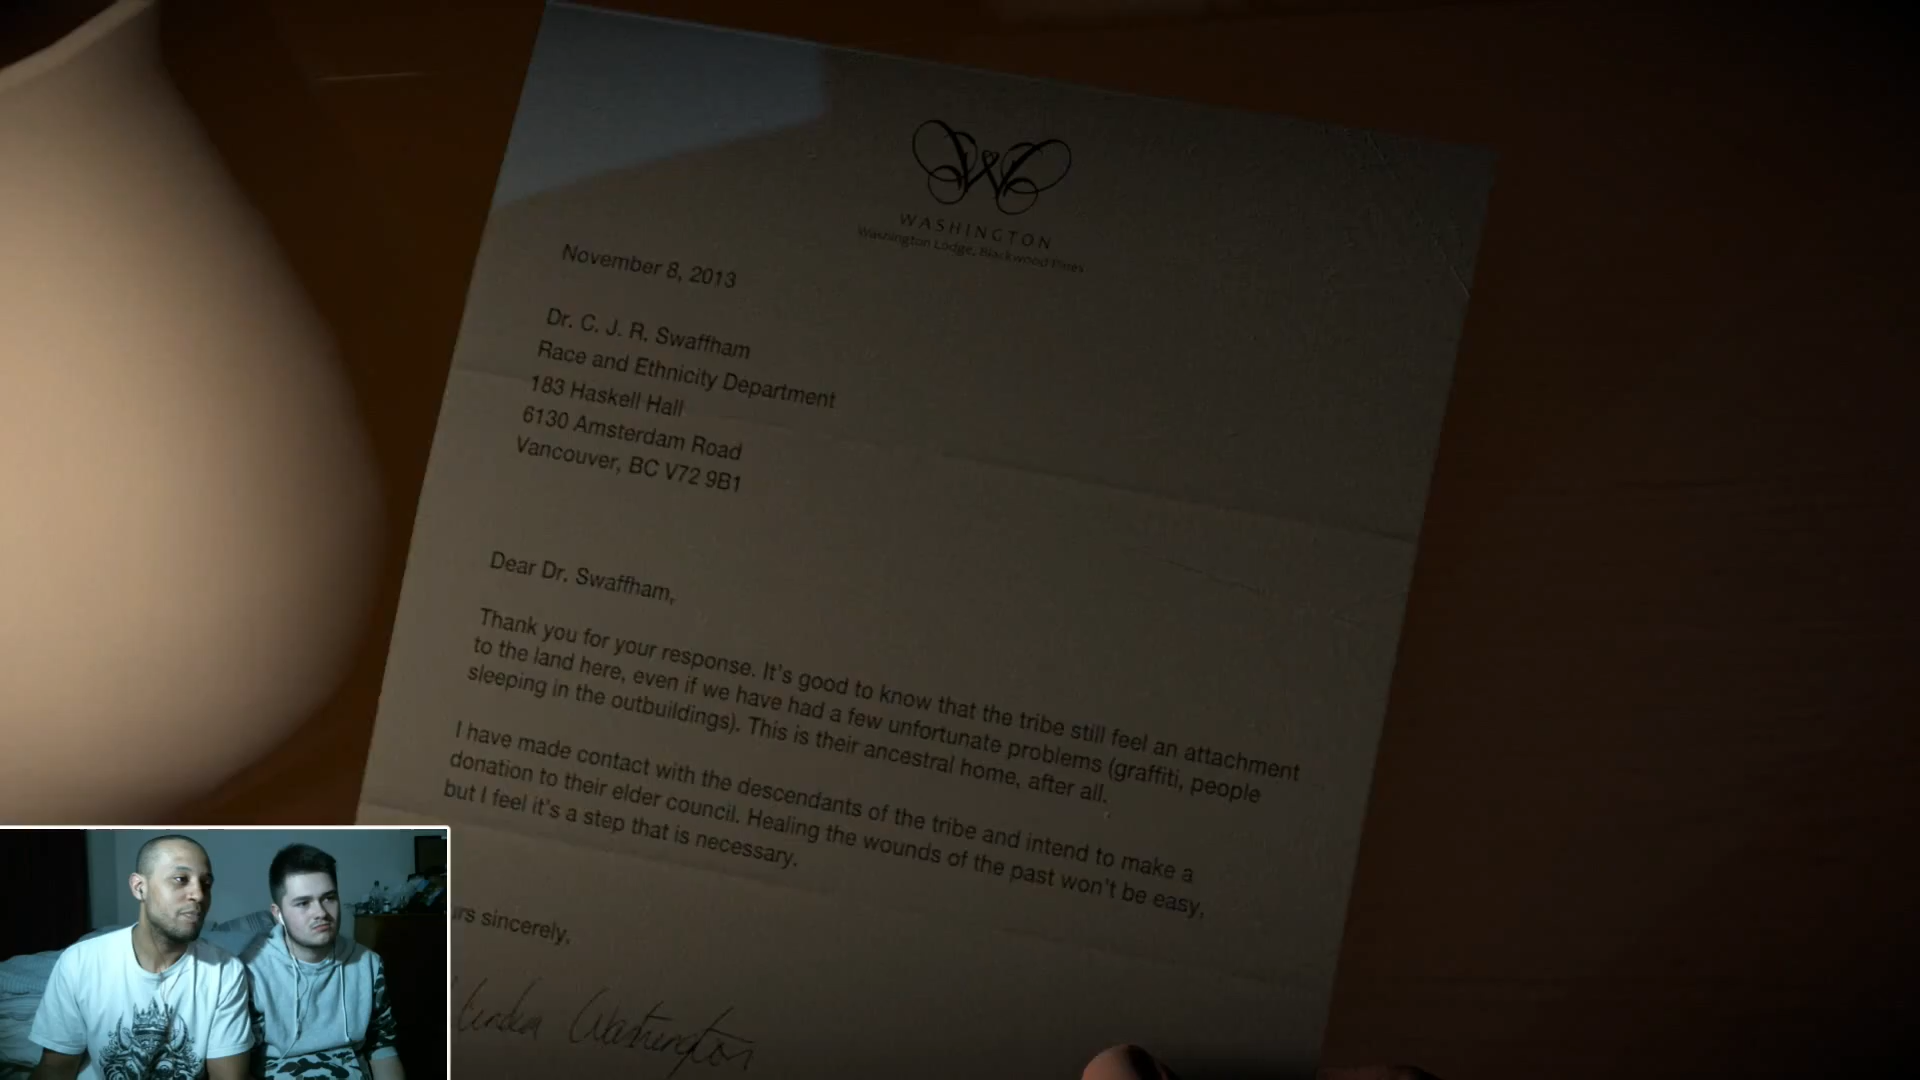 W
WASHINGTON
Washington Lodge, Blackwood Pines
November 8, 2013
Dr. C. J. R. Swaffham
Race and Ethnicity Department
183 Haskell Hall
6130 Amsterdam Road
Vancouver, BC V72 9B1
Dear Dr. Swaffham,
Thank you for your response. It's good to know that the tribe still feel an attachment
to the land here, even if we have had a few unfortunate problems (graffiti, people
sleeping in the outbuildings). This is their ancestral home, after all.
I have made contact with the descendants of the tribe and intend to make a
donation to their elder council. Healing the wounds of the past won't be easy,
but I feel it's a step that is necessary.
urs sincerely,
Washington